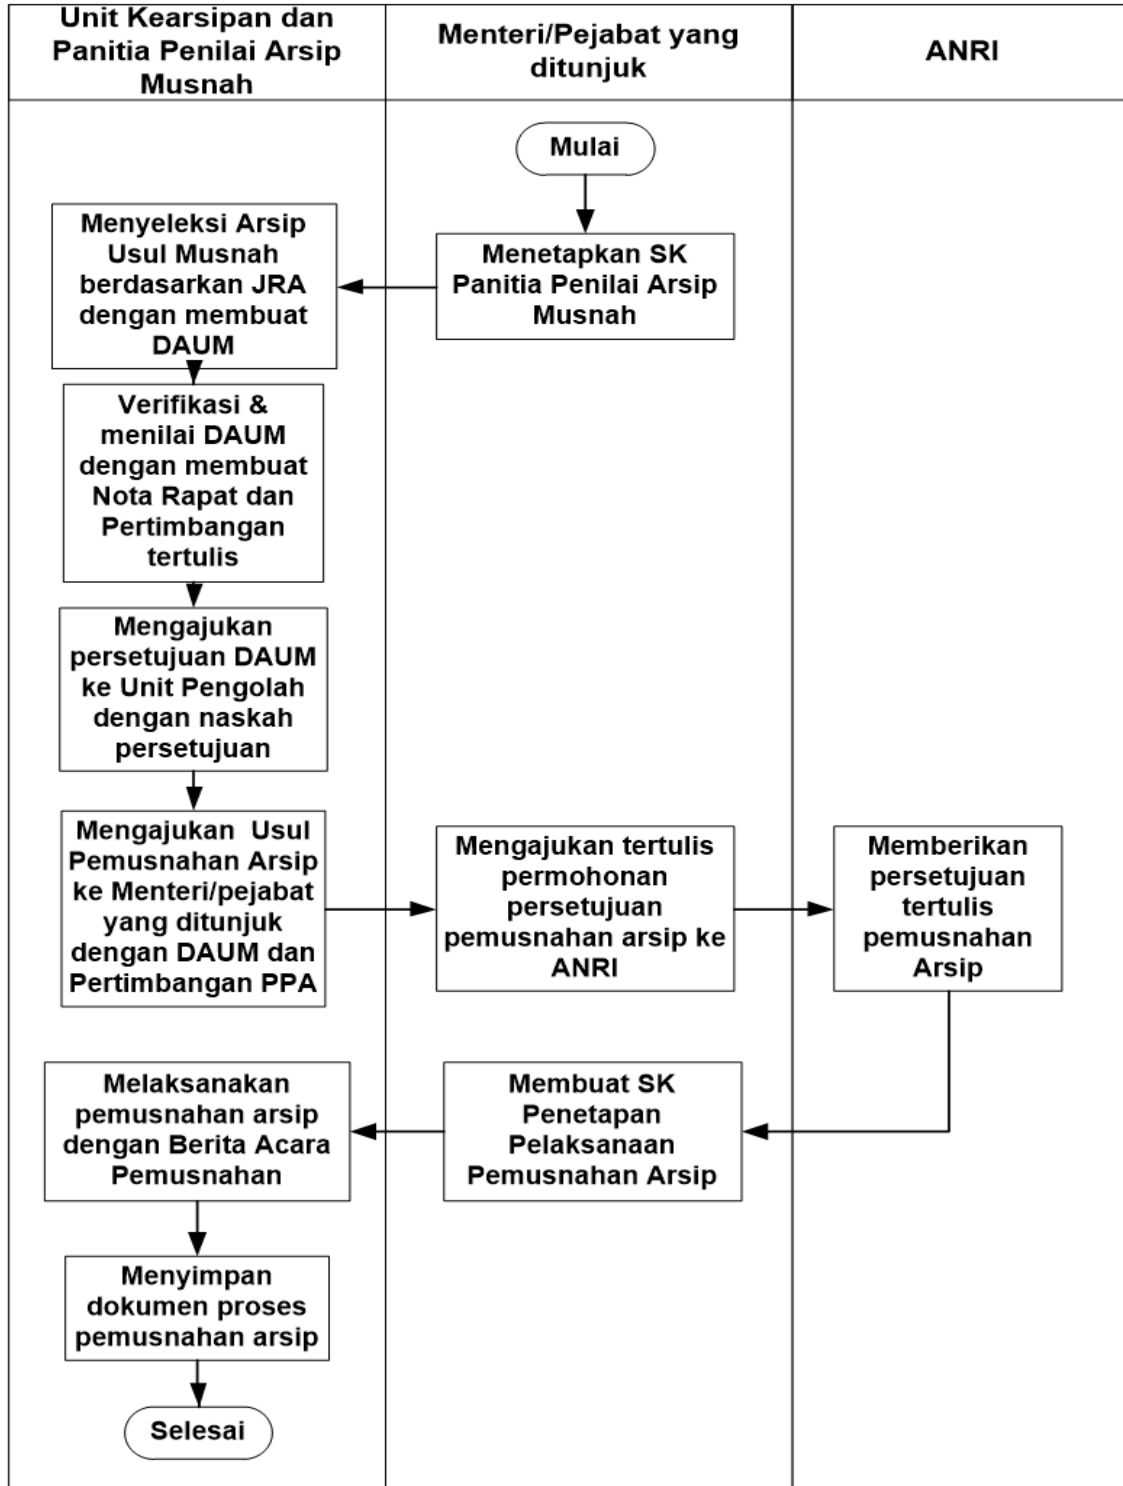 Unit Kearsipan dan
Panitia Penilai Arsip
Musnah
Menteri/Pejabat yang
ditunjuk
ANRI
Mulai
Menetapkan SK
Panitia Penilai Arsip
Musnah
Menyeleksi Arsip
Usul Musnah
berdasarkan JRA
dengan membuat
DAUM
Verifikasi &
menilai DAUM
dengan membuat
Nota Rapat dan
Pertimbangan
tertulis
Mengajukan
persetujuan DAUM
ke Unit Pengolah
dengan naskah
persetujuan
Mengajukan  Usul
Pemusnahan Arsip
ke Menteri/pejabat
yang ditunjuk
dengan DAUM dan
Pertimbangan PPA
Mengajukan tertulis
permohonan
persetujuan
pemusnahan arsip ke
ANRI
Memberikan
persetujuan
tertulis
pemusnahan
Arsip
Membuat SK
Penetapan
Pelaksanaan
Pemusnahan Arsip
Melaksanakan
pemusnahan arsip
dengan Berita Acara
Pemusnahan
Menyimpan
dokumen proses
pemusnahan arsip
Selesai